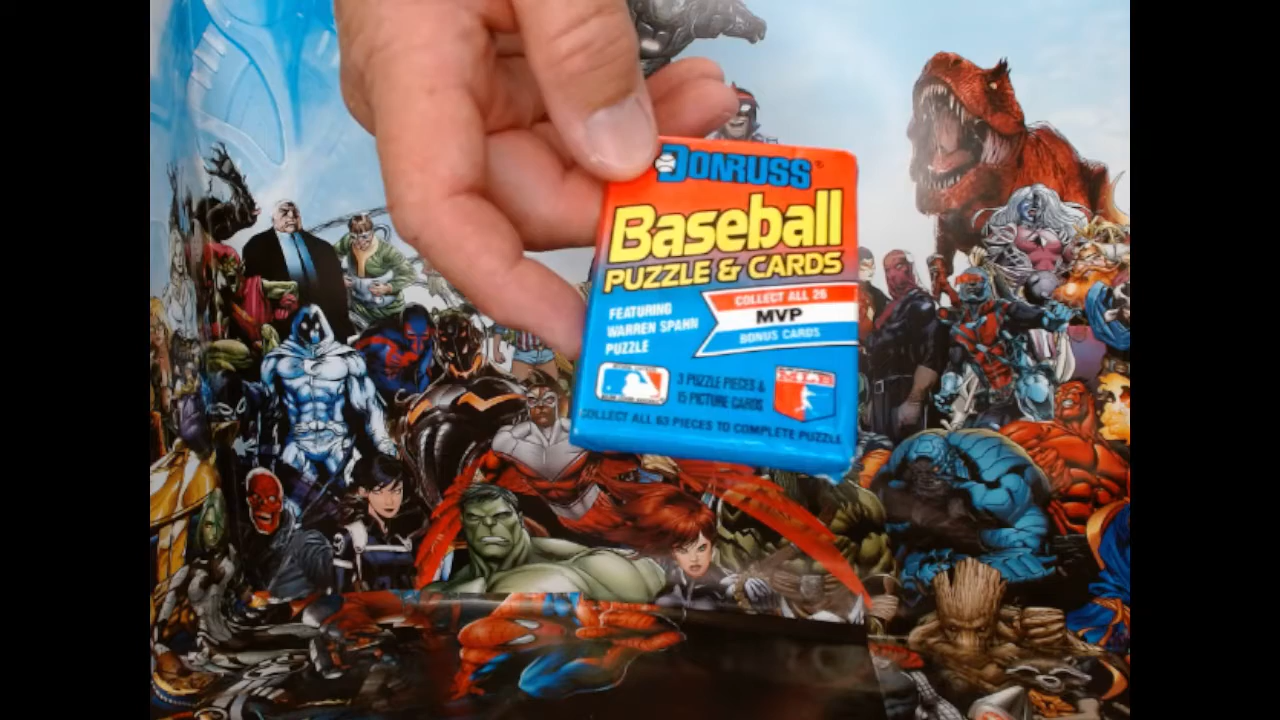 DONRUSS®
Baseball
PUZZLE & CARDS
FEATURING
WARREN SPAHN
PUZZLE
COLLECT ALL 26
MVP
BONUS CARDS
3 PUZZLE PIECES &
15 PICTURE CARDS
MLB
COLLECT ALL 63 PIECES TO COMPLETE PUZZLE